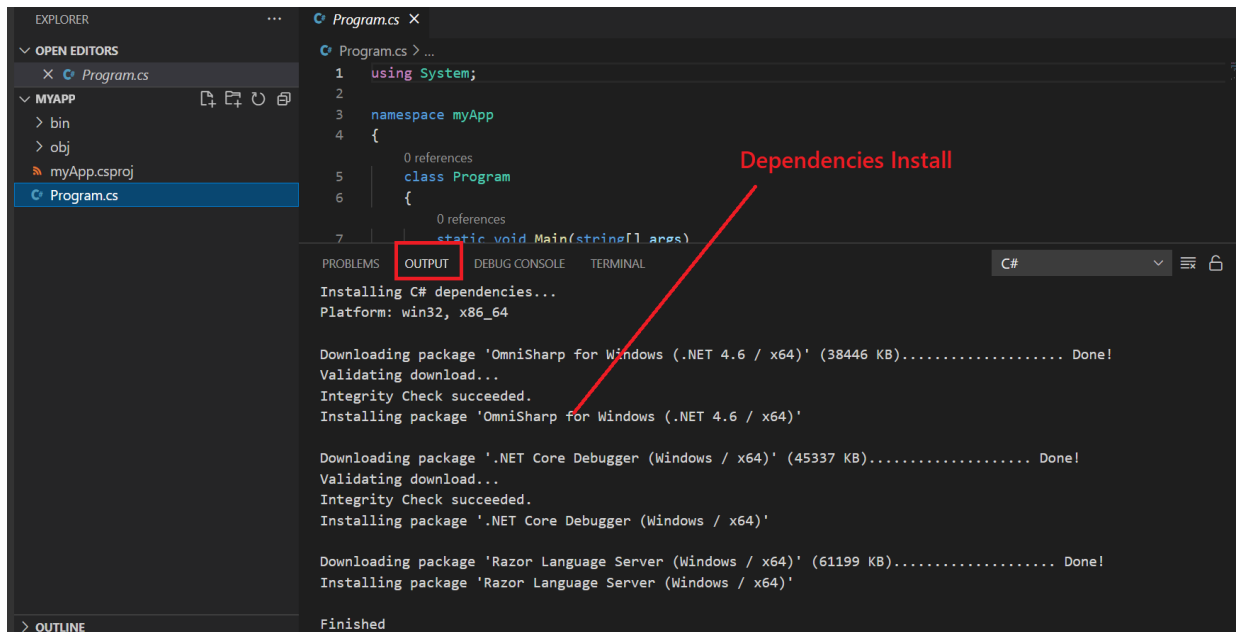 EXPLORER
OPEN EDITORS
Program.cs
MYAPP
bin
obj
myApp.csproj
Program.cs
OUTLINE
Program.cs
Program.cs > ...
1 using System;
2
3 namespace myApp
4 {
0 references
5 class Program
6 {
0 references
7 static void Main(string[] args)
Dependencies Install
PROBLEMS OUTPUT DEBUG CONSOLE TERMINAL C#
Installing C# dependencies...
Platform: win32, x86_64
Downloading package 'OmniSharp for Windows (.NET 4.6 / x64)' (38446 KB).................... Done!
Validating download...
Integrity Check succeeded.
Installing package 'OmniSharp for Windows (.NET 4.6 / x64)'
Downloading package '.NET Core Debugger (Windows / x64)' (45337 KB).................... Done!
Validating download...
Integrity Check succeeded.
Installing package '.NET Core Debugger (Windows / x64)'
Downloading package 'Razor Language Server (Windows / x64)' (61199 KB).................... Done!
Installing package 'Razor Language Server (Windows / x64)'
Finished